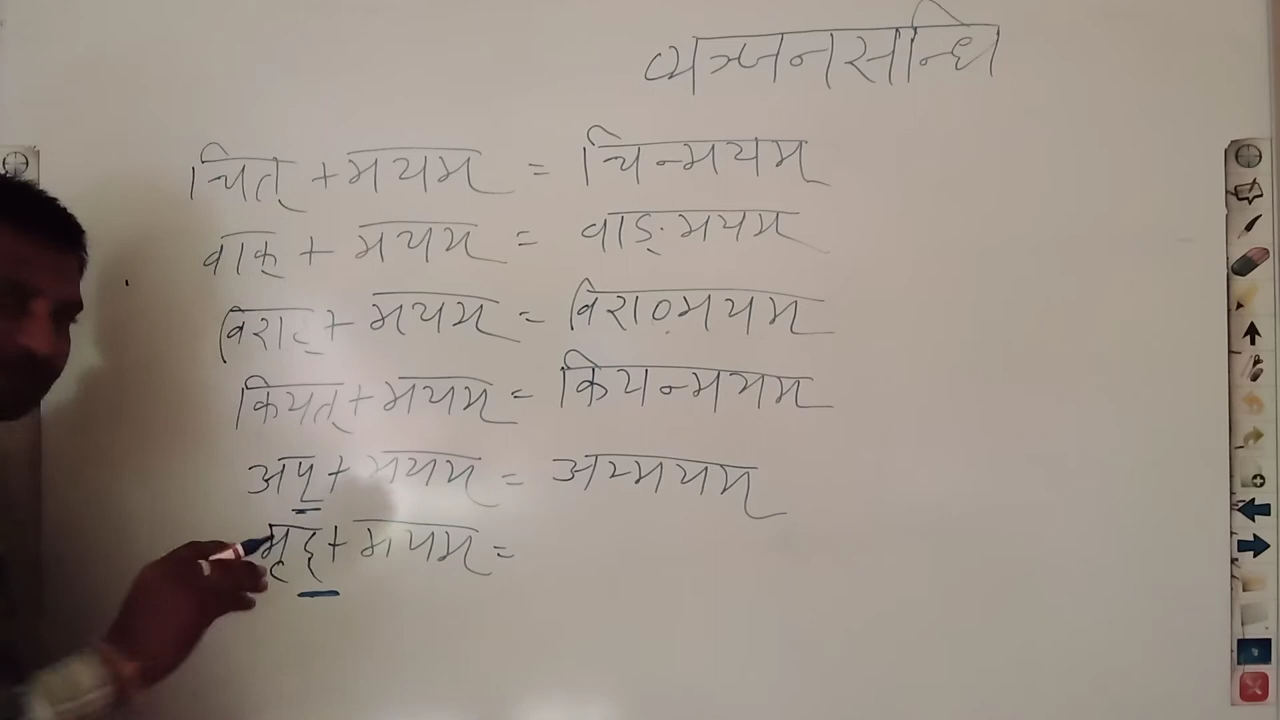 व्यञ्जनसन्धि
चित् + मयम् = चिन्मयम्
वाक् + मयम् = वाङ्मयम्
विराट् + मयम् = विराण्मयम्
कियत् + मयम् = कियन्मयम्
अप् + मयम् = अम्मयम्
मृद् + मयम् =